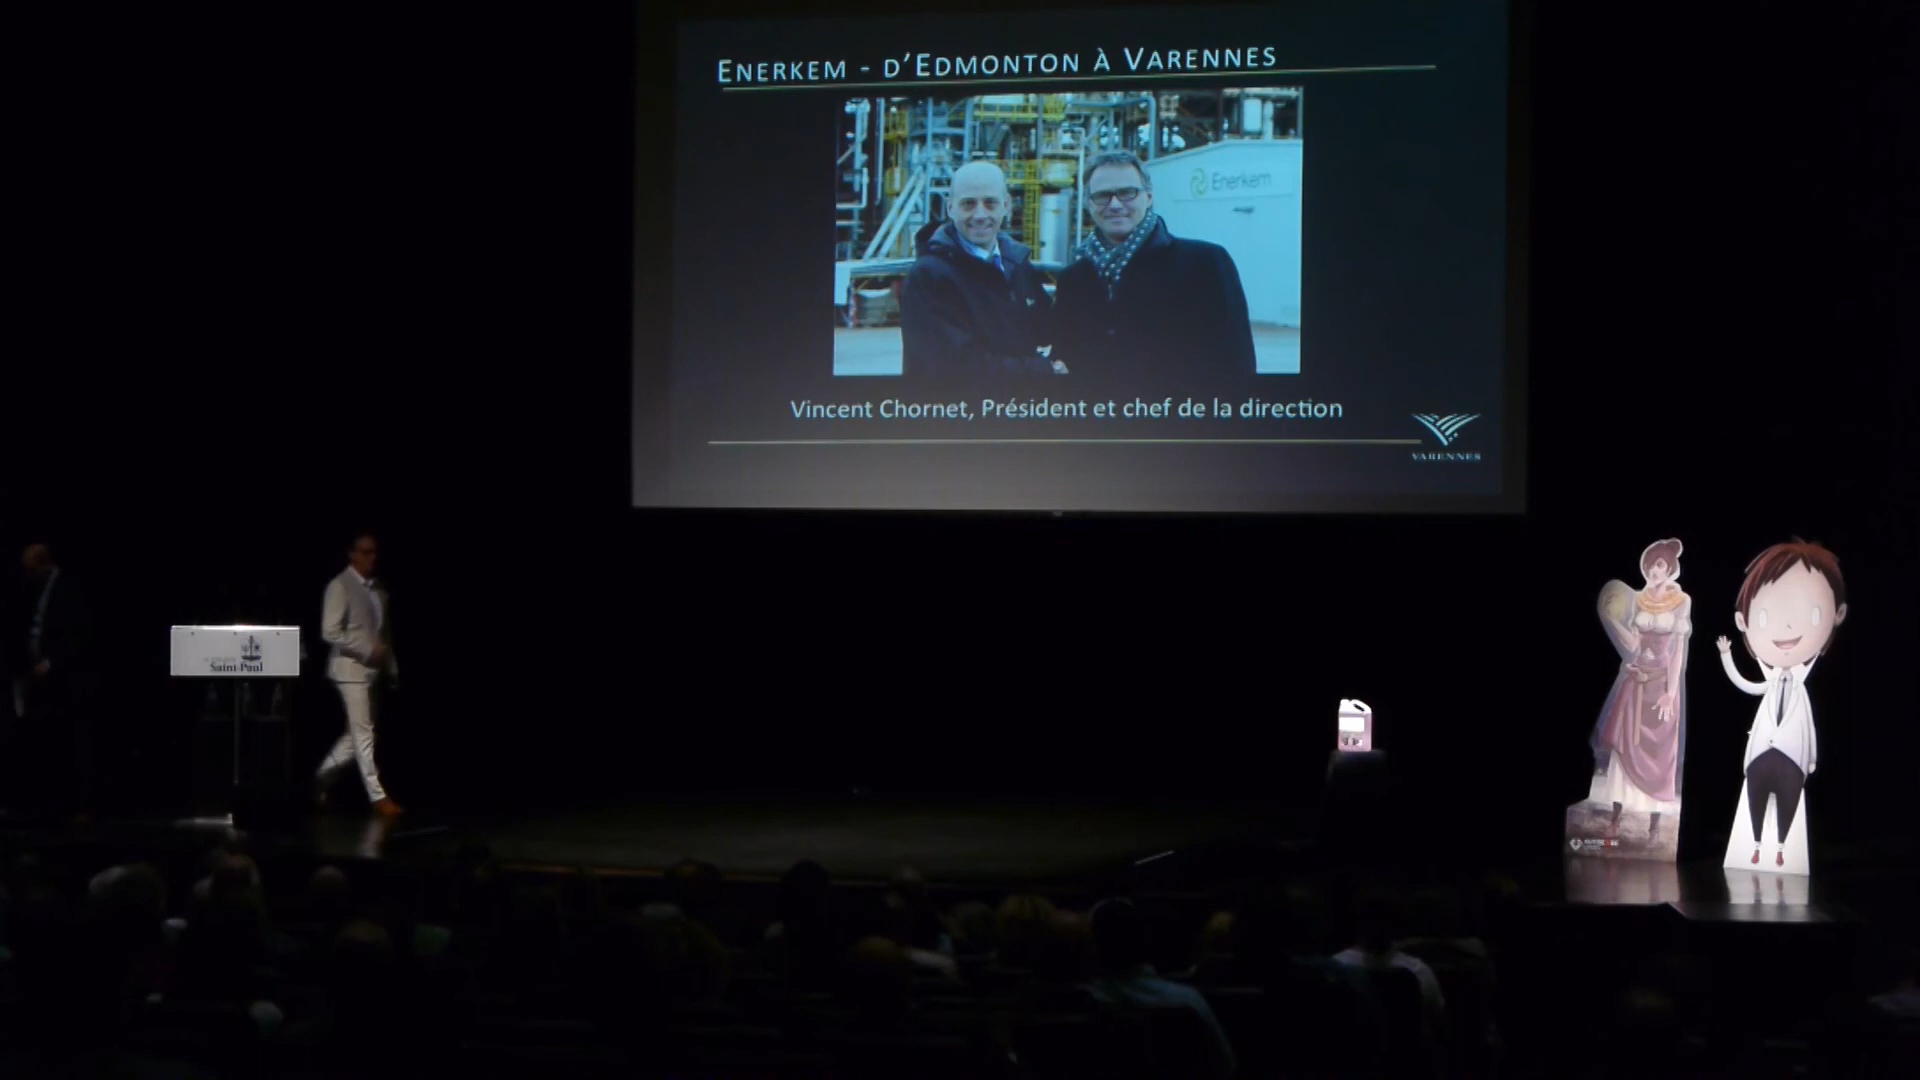 ENERKEM - D'EDMONTON À VARENNES
Enerkem
Vincent Chornet, Président et chef de la direction
VARENNES
Saint-Paul